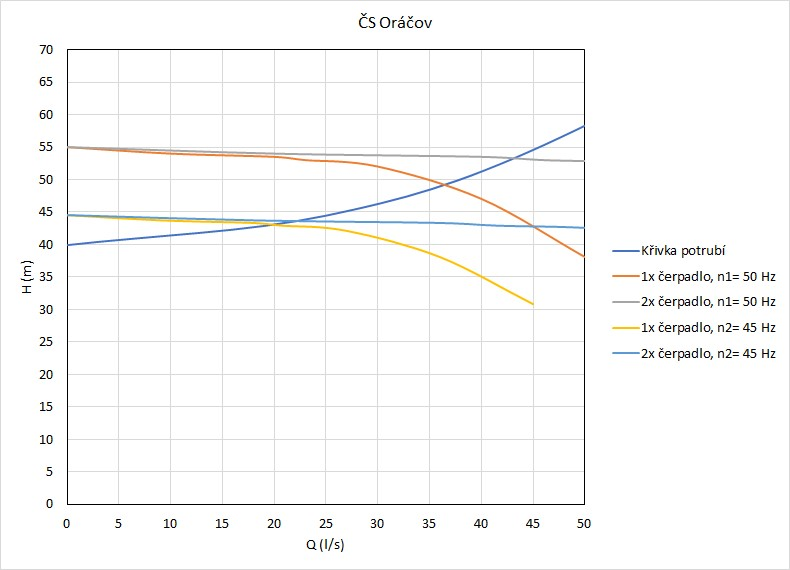 ČS Oráčov
70
65
60
55
50
45
40
35
30
25
20
15
10
5
0
H (m)
0 5 10 15 20 25 30 35 40 45 50
Q (l/s)
Křivka potrubí
1x čerpadlo, n1= 50 Hz
2x čerpadlo, n1= 50 Hz
1x čerpadlo, n2= 45 Hz
2x čerpadlo, n2= 45 Hz